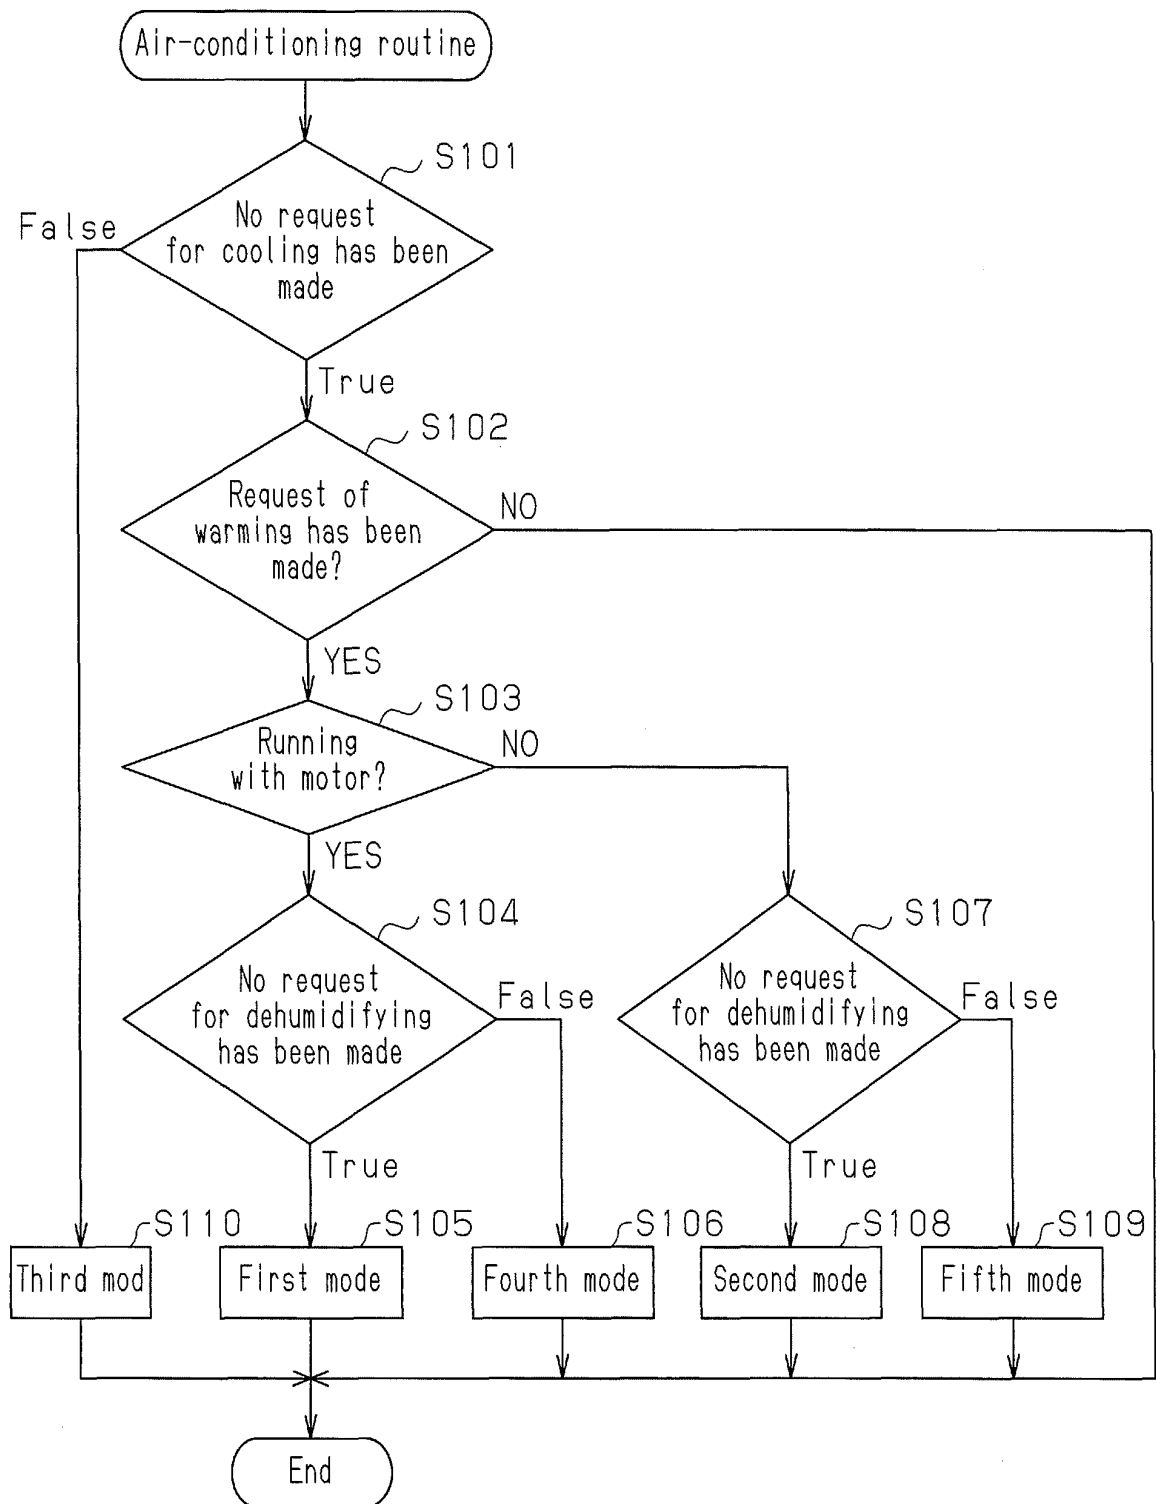 Air-conditioning routine
S101
False
No request
for cooling has been
made
True
S102
Request of
warming has been
made?
NO
YES
S103
Running
with motor?
NO
YES
S104
No request
for dehumidifying
has been made
False
S107
No request
for dehumidifying
has been made
False
True
True
S110
S105
S106
S108
S109
Third mod
First mode
Fourth mode
Second mode
Fifth mode
End